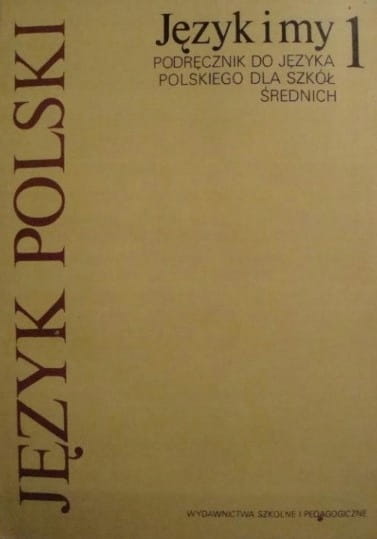 Język i my 1
PODRĘCZNIK DO JĘZYKA
POLSKIEGO DLA SZKÓŁ
ŚREDNICH
JĘZYK POLSKI
WYDAWNICTWA SZKOLNE I PEDAGOGICZNE